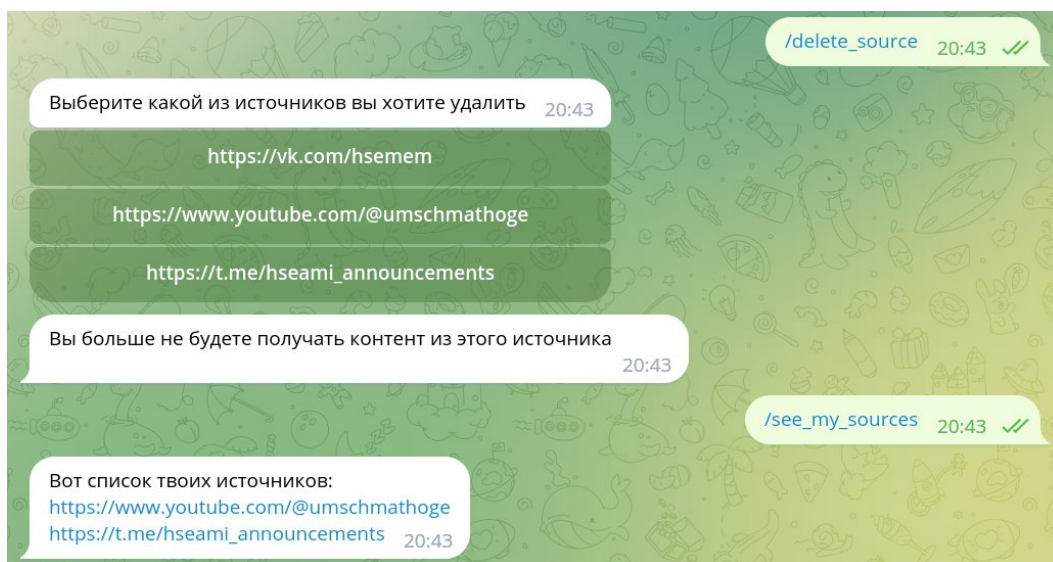 /delete_source 20:43
Выберите какой из источников вы хотите удалить 20:43
https://vk.com/hsemem
https://www.youtube.com/@umschmathoge
https://t.me/hseami_announcements
Вы больше не будете получать контент из этого источника
20:43
/see_my_sources 20:43
Вот список твоих источников:
https://www.youtube.com/@umschmathoge
https://t.me/hseami_announcements 20:43